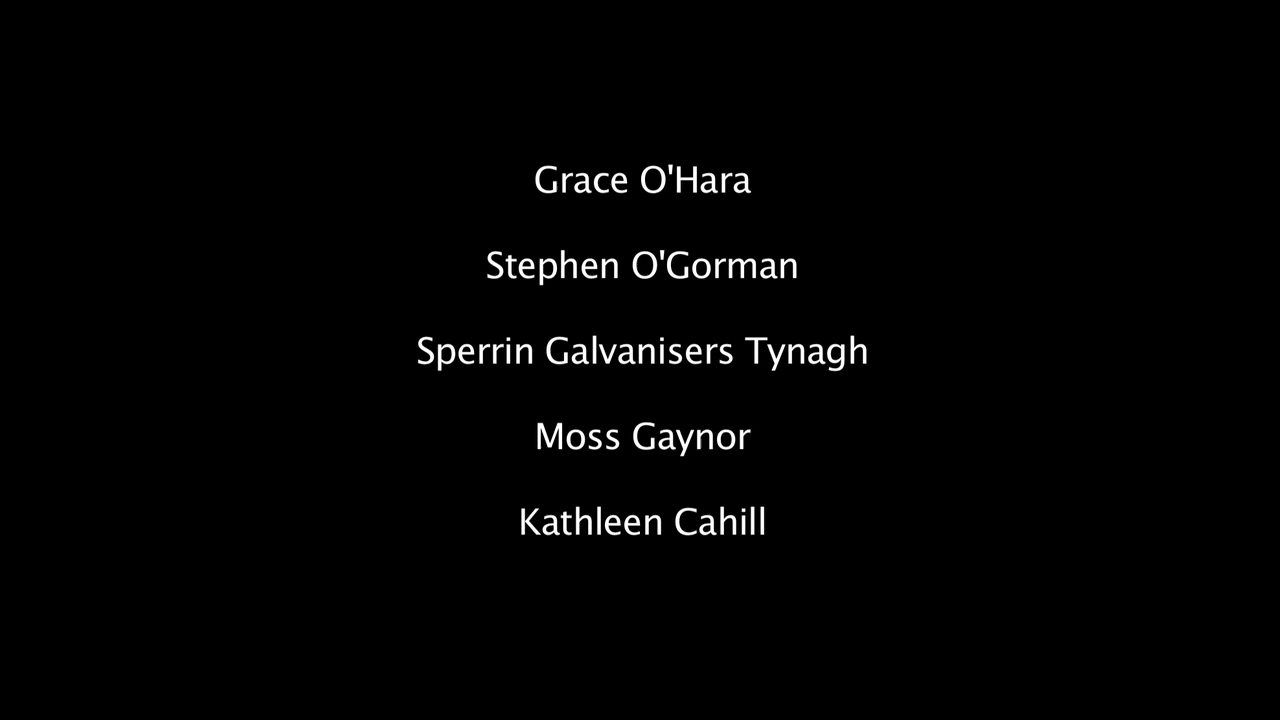 Grace O'Hara
Stephen O'Gorman
Sperrin Galvanisers Tynagh
Moss Gaynor
Kathleen Cahill